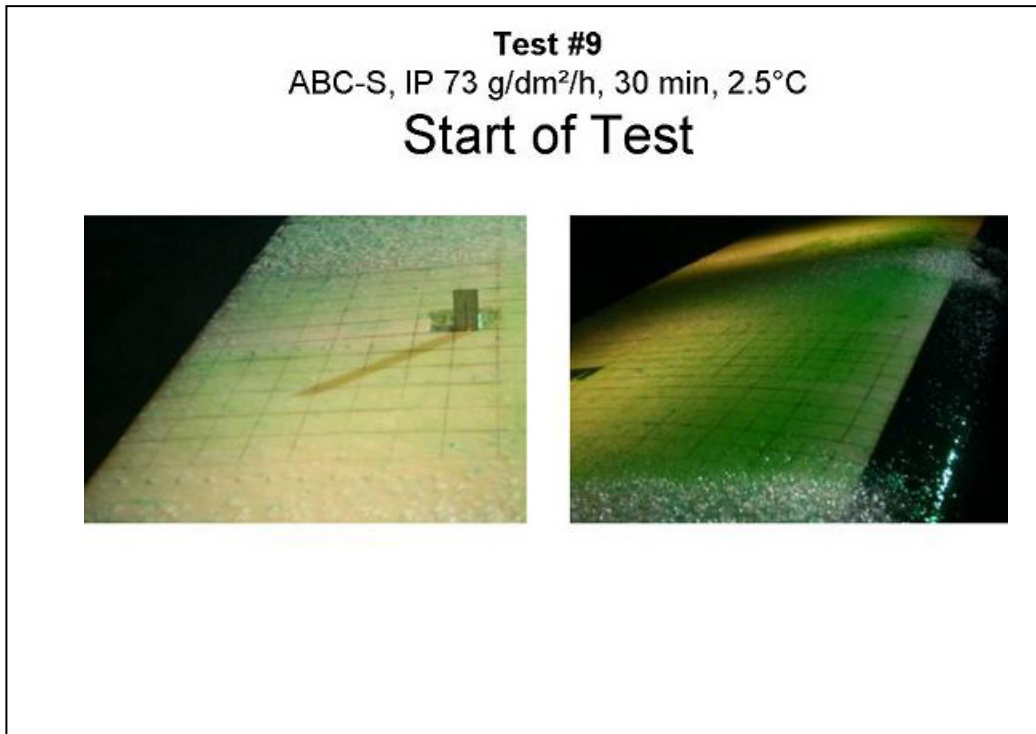 Test #9
ABC-S, IP 73 g/dm²/h, 30 min, 2.5°C
Start of Test